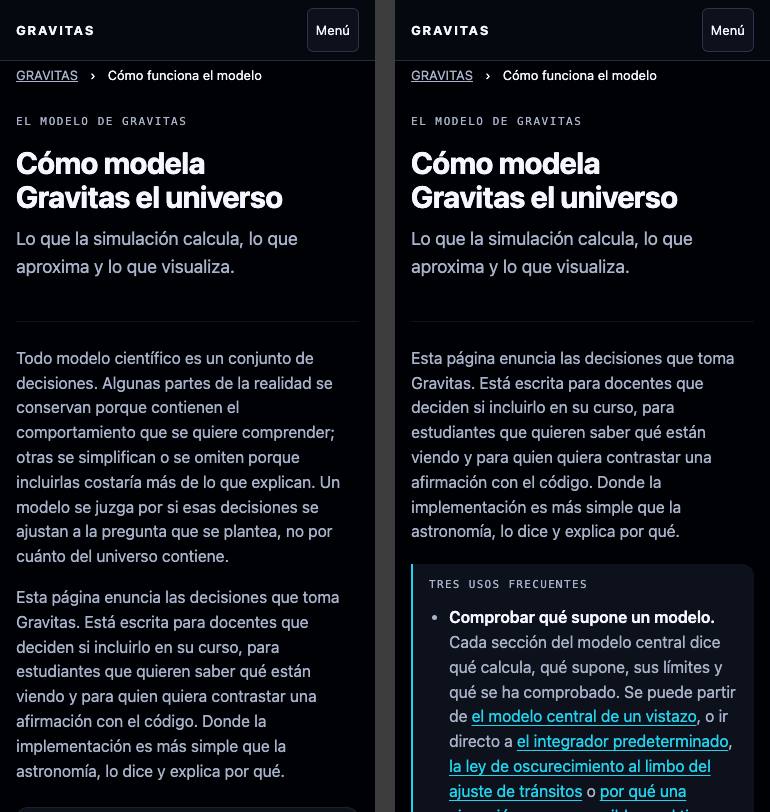 GRAVITAS
Menú
GRAVITAS › Cómo funciona el modelo
EL MODELO DE GRAVITAS
Cómo modela
Gravitas el universo
Lo que la simulación calcula, lo que
aproxima y lo que visualiza.
Todo modelo científico es un conjunto de
decisiones. Algunas partes de la realidad se
conservan porque contienen el
comportamiento que se quiere comprender;
otras se simplifican o se omiten porque
incluirlas costaría más de lo que explican. Un
modelo se juzga por si esas decisiones se
ajustan a la pregunta que se plantea, no por
cuánto del universo contiene.
Esta página enuncia las decisiones que toma
Gravitas. Está escrita para docentes que
deciden si incluirlo en su curso, para
estudiantes que quieren saber qué están
viendo y para quien quiera contrastar una
afirmación con el código. Donde la
implementación es más simple que la
astronomía, lo dice y explica por qué.
GRAVITAS
Menú
GRAVITAS › Cómo funciona el modelo
EL MODELO DE GRAVITAS
Cómo modela
Gravitas el universo
Lo que la simulación calcula, lo que
aproxima y lo que visualiza.
Esta página enuncia las decisiones que toma
Gravitas. Está escrita para docentes que
deciden si incluirlo en su curso, para
estudiantes que quieren saber qué están
viendo y para quien quiera contrastar una
afirmación con el código. Donde la
implementación es más simple que la
astronomía, lo dice y explica por qué.
TRES USOS FRECUENTES
• Comprobar qué supone un modelo.
Cada sección del modelo central dice
qué calcula, qué supone, sus límites y
qué se ha comprobado. Se puede partir
de el modelo central de un vistazo, o ir
directo a el integrador predeterminado,
la ley de oscurecimiento al limbo del
ajuste de tránsitos o por qué una